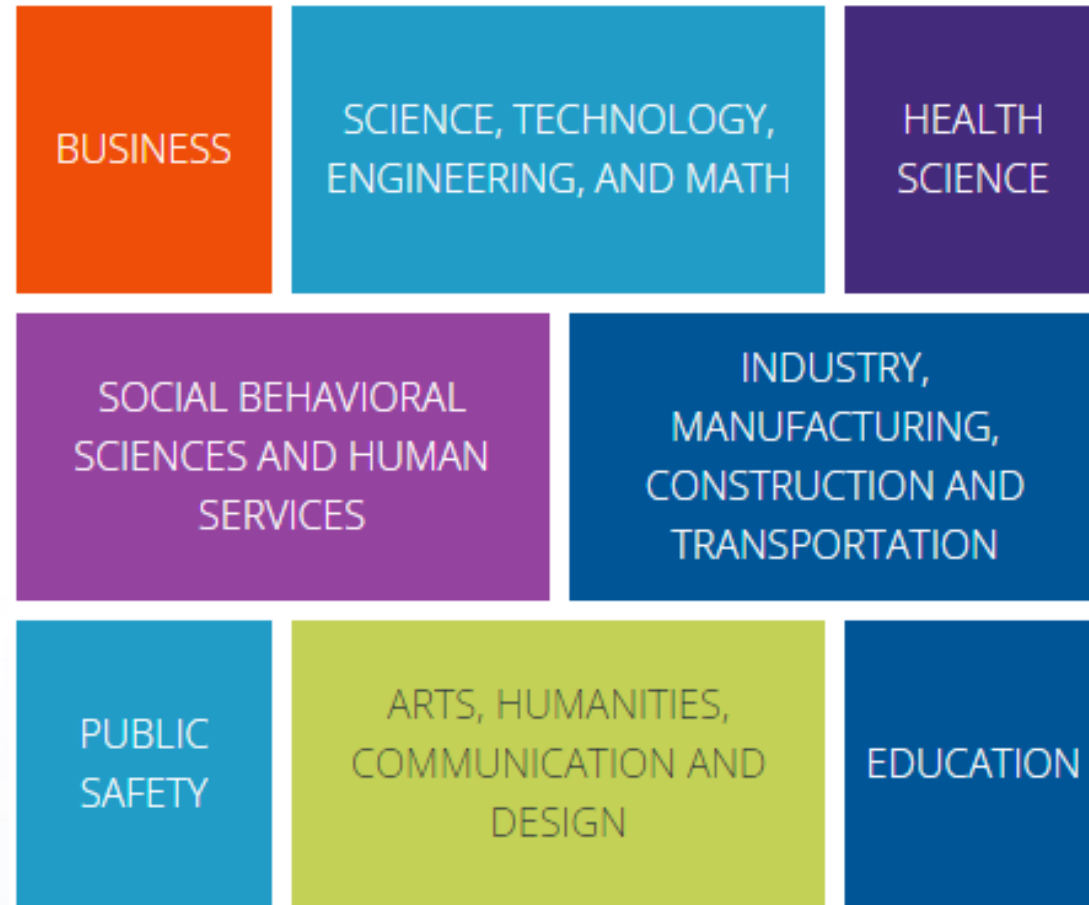 BUSINESS
SCIENCE, TECHNOLOGY,
ENGINEERING, AND MATH
HEALTH
SCIENCE
SOCIAL BEHAVIORAL
SCIENCES AND HUMAN
SERVICES
INDUSTRY,
MANUFACTURING,
CONSTRUCTION AND
TRANSPORTATION
PUBLIC
SAFETY
ARTS, HUMANITIES,
COMMUNICATION AND
DESIGN
EDUCATION